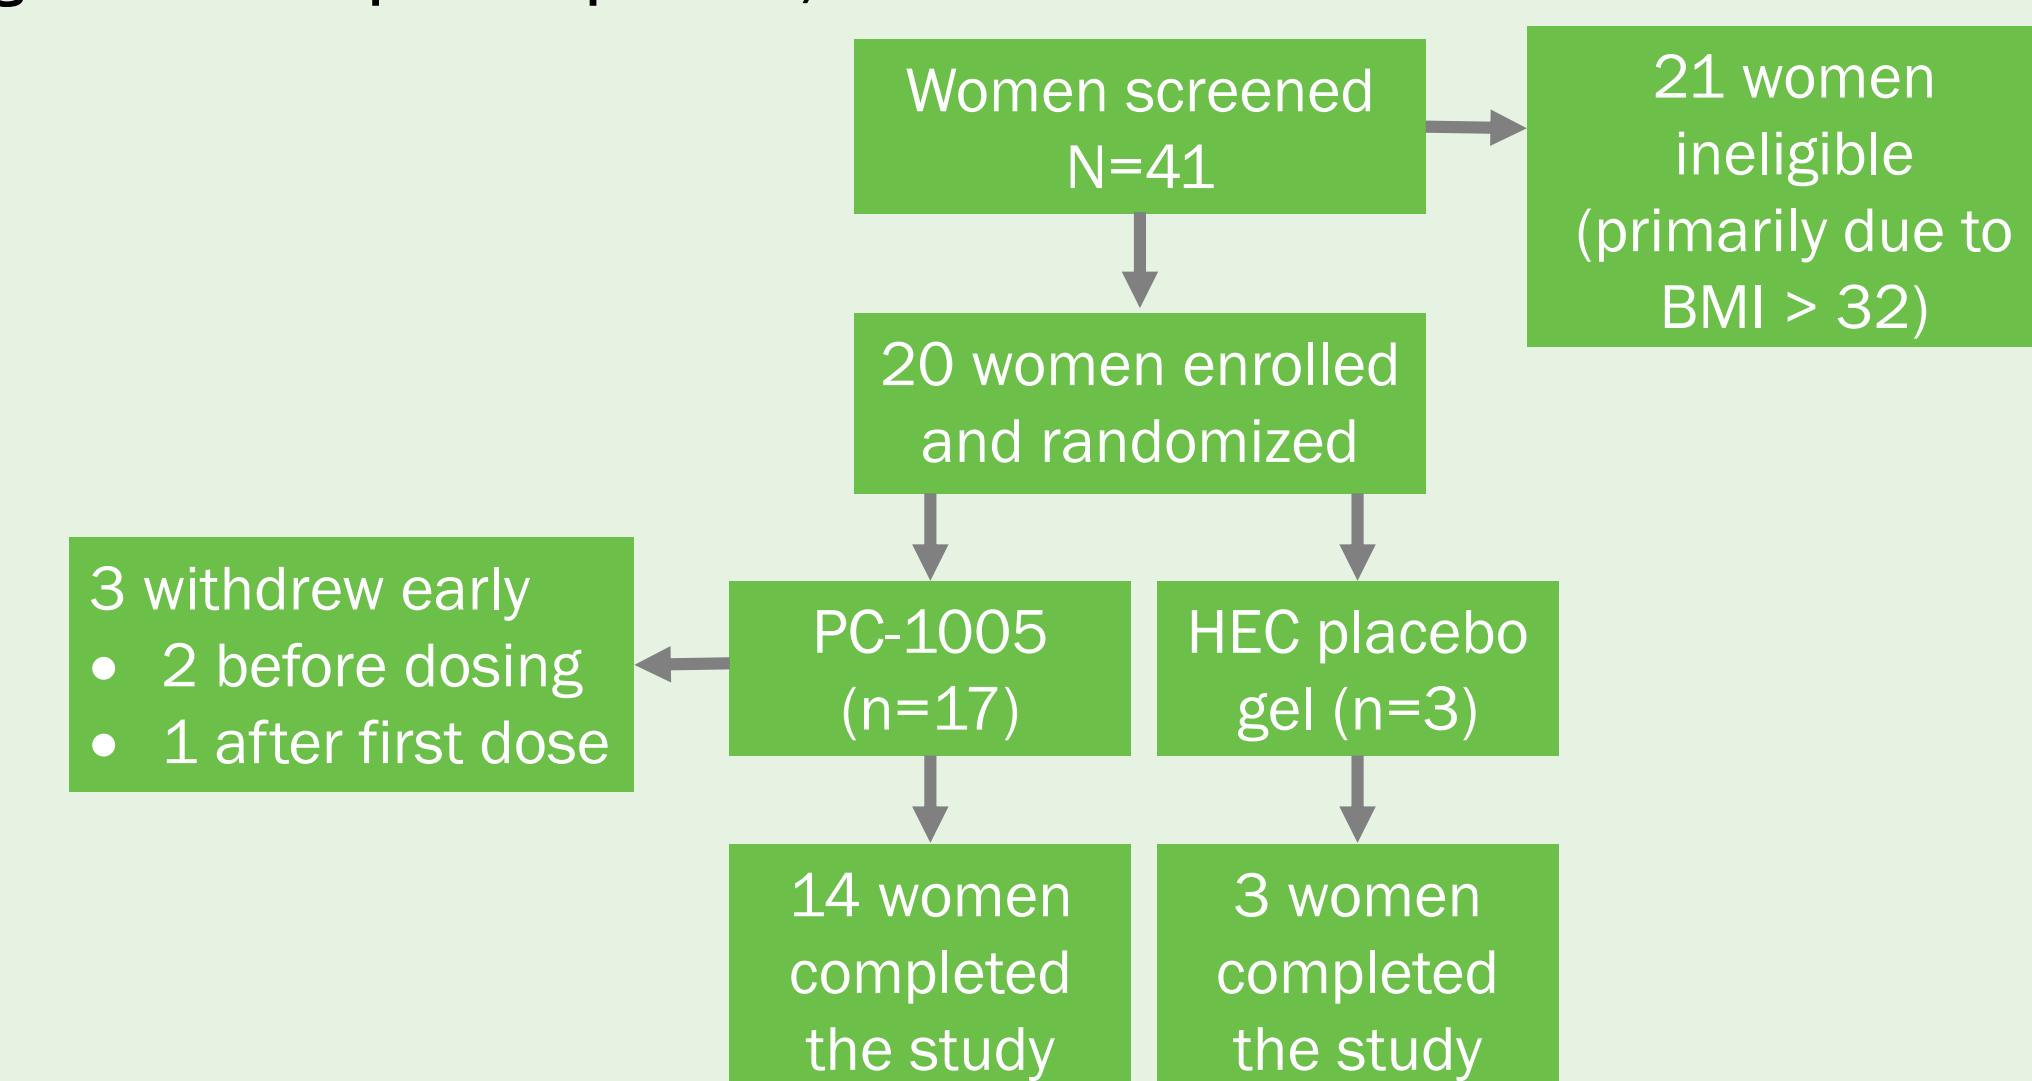 Women screened
N=41
21 women
ineligible
(primarily due to
BMI > 32)
20 women enrolled
and randomized
3 withdrew early
● 2 before dosing
● 1 after first dose
PC-1005
(n=17)
HEC placebo
gel (n=3)
14 women
completed
the study
3 women
completed
the study